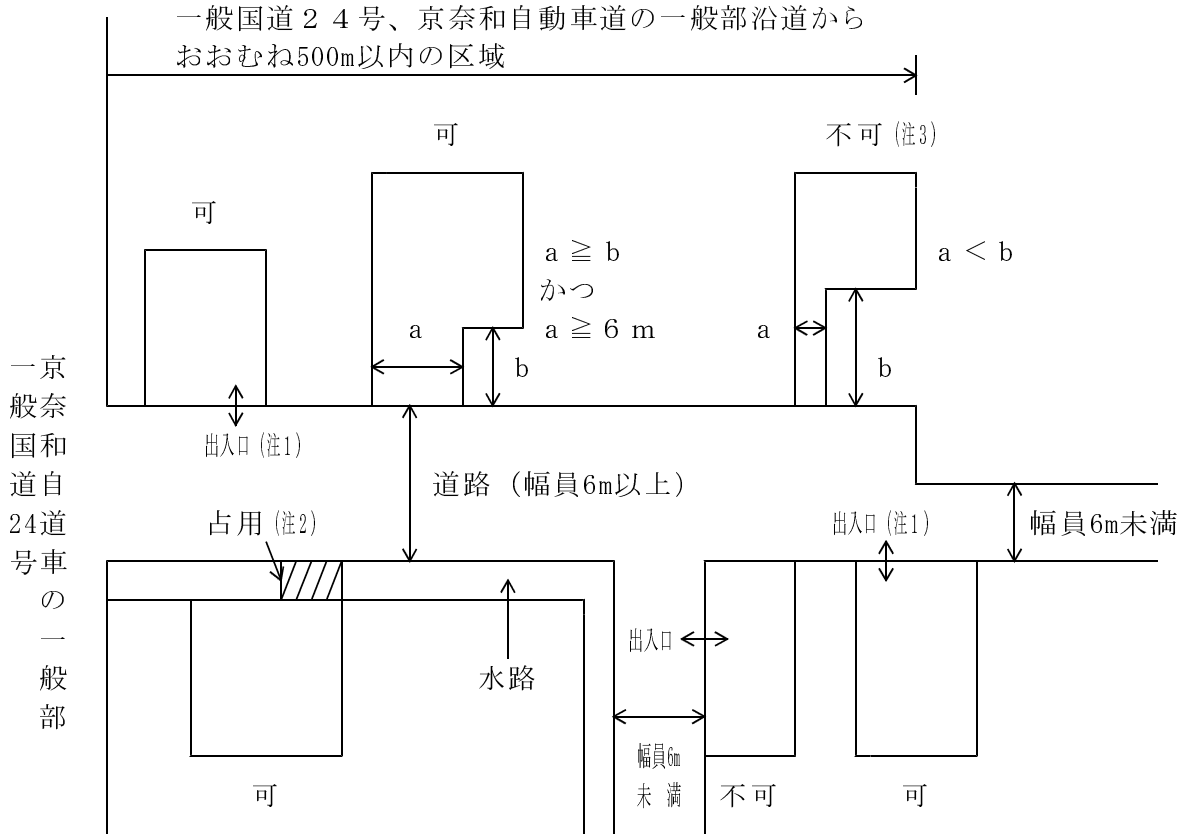 一般国道２４号、京奈和自動車道の一般部沿道から
おおむね500m以内の区域
可
不可(注3)
可
a ≧ b
かつ
a ≧６ｍ
a
b
a ＜ b
a
b
一般国道24号
京奈和自道車の一般部
出入口(注1)
道路（幅員6m以上）
占用(注2)
出入口(注1)
幅員6m未満
出入口
水路
幅員6m
未 満
可
不可
可